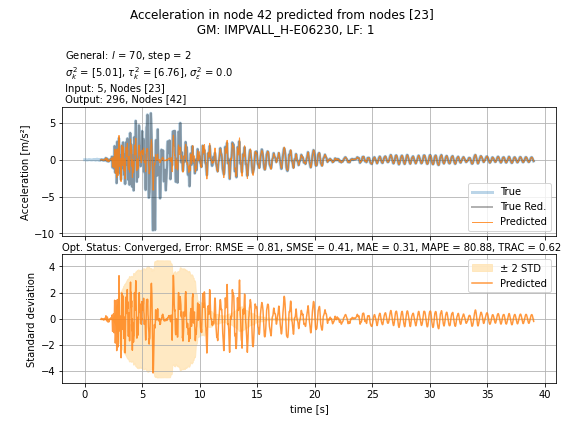 Acceleration in node 42 predicted from nodes [23]
GM: IMPVALL_H-E06230, LF: 1
General: l = 70, step = 2
σ²ₖ = [5.01], τ²ₖ = [6.76], σ²ε = 0.0
Input: 5, Nodes [23]
Output: 296, Nodes [42]
Acceleration [m/s²]
5
0
−5
−10
True
True Red.
Predicted
Opt. Status: Converged, Error: RMSE = 0.81, SMSE = 0.41, MAE = 0.31, MAPE = 80.88, TRAC = 0.62
Standard deviation
4
2
0
−2
−4
± 2 STD
Predicted
0 5 10 15 20 25 30 35 40
time [s]